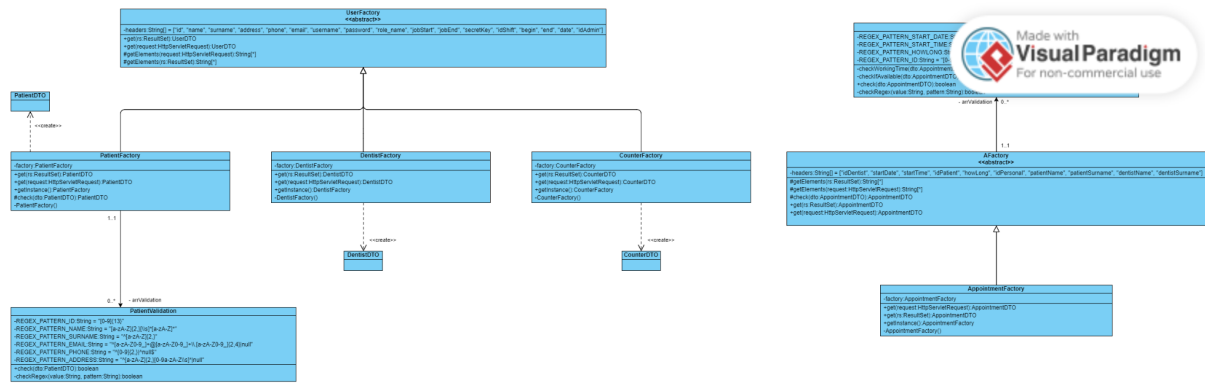 UserFactory
<<abstract>>
-headers:String[] = ["id", "name", "surname", "address", "phone", "email", "username", "password", "role_name", "jobStart", "jobEnd", "secretKey", "idShift", "begin", "end", "date", "idAdmin"]
+get(rs:ResultSet):UserDTO
+get(request:HttpServletRequest):UserDTO
#getElements(request:HttpServletRequest):String[*]
#getElements(rs:ResultSet):String[*]
PatientDTO
<<create>>
PatientFactory
-factory:PatientFactory
+get(rs:ResultSet):PatientDTO
+get(request:HttpServletRequest):PatientDTO
+getInstance():PatientFactory
#check(dto:PatientDTO):PatientDTO
-PatientFactory()
DentistFactory
-factory:DentistFactory
+get(rs:ResultSet):DentistDTO
+get(request:HttpServletRequest):DentistDTO
+getInstance():DentistFactory
-DentistFactory()
CounterFactory
-factory:CounterFactory
+get(rs:ResultSet):CounterDTO
+get(request:HttpServletRequest):CounterDTO
+getInstance():CounterFactory
-CounterFactory()
<<create>>
DentistDTO
<<create>>
CounterDTO
1..1
0..*
- arrValidation
PatientValidation
-REGEX_PATTERN_ID:String = "[0-9]{13}"
-REGEX_PATTERN_NAME:String =
-REGEX_PATTERN_SURNAME:String = "^[a-zA-Z]{2,}"
-REGEX_PATTERN_EMAIL:String =
-REGEX_PATTERN_PHONE:String =
-REGEX_PATTERN_ADDRESS:String =
+check(dto:PatientDTO):boolean
-checkRegex(value:String, pattern:String):boolean
-REGEX_PATTERN_START_DATE:
-REGEX_PATTERN_START_TIME:
-REGEX_PATTERN_HOWLONG:
-REGEX_PATTERN_ID:String = "[0-
-checkWorkingTime(dto:Appointment
-checkIfAvailable(dto:AppointmentDTO
+check(dto:AppointmentDTO):boolean
-checkRegex(value:String, pattern:String):boolean
Made with
Visual Paradigm
For non-commercial use
- arrValidation
0..*
1..1
AFactory
<<abstract>>
-headers:String[] = ["idDentist", "startDate", "startTime", "idPatient", "howLong", "idPersonal", "patientName", "patientSurname", "dentistName", "dentistSurname"]
#getElements(rs:ResultSet):String[*]
#getElements(request:HttpServletRequest):String[*]
#check(dto:AppointmentDTO):AppointmentDTO
+get(rs:ResultSet):AppointmentDTO
+get(request:HttpServletRequest):AppointmentDTO
AppointmentFactory
-factory:AppointmentFactory
+get(request:HttpServletRequest):AppointmentDTO
+get(rs:ResultSet):AppointmentDTO
+getInstance():AppointmentFactory
-AppointmentFactory()